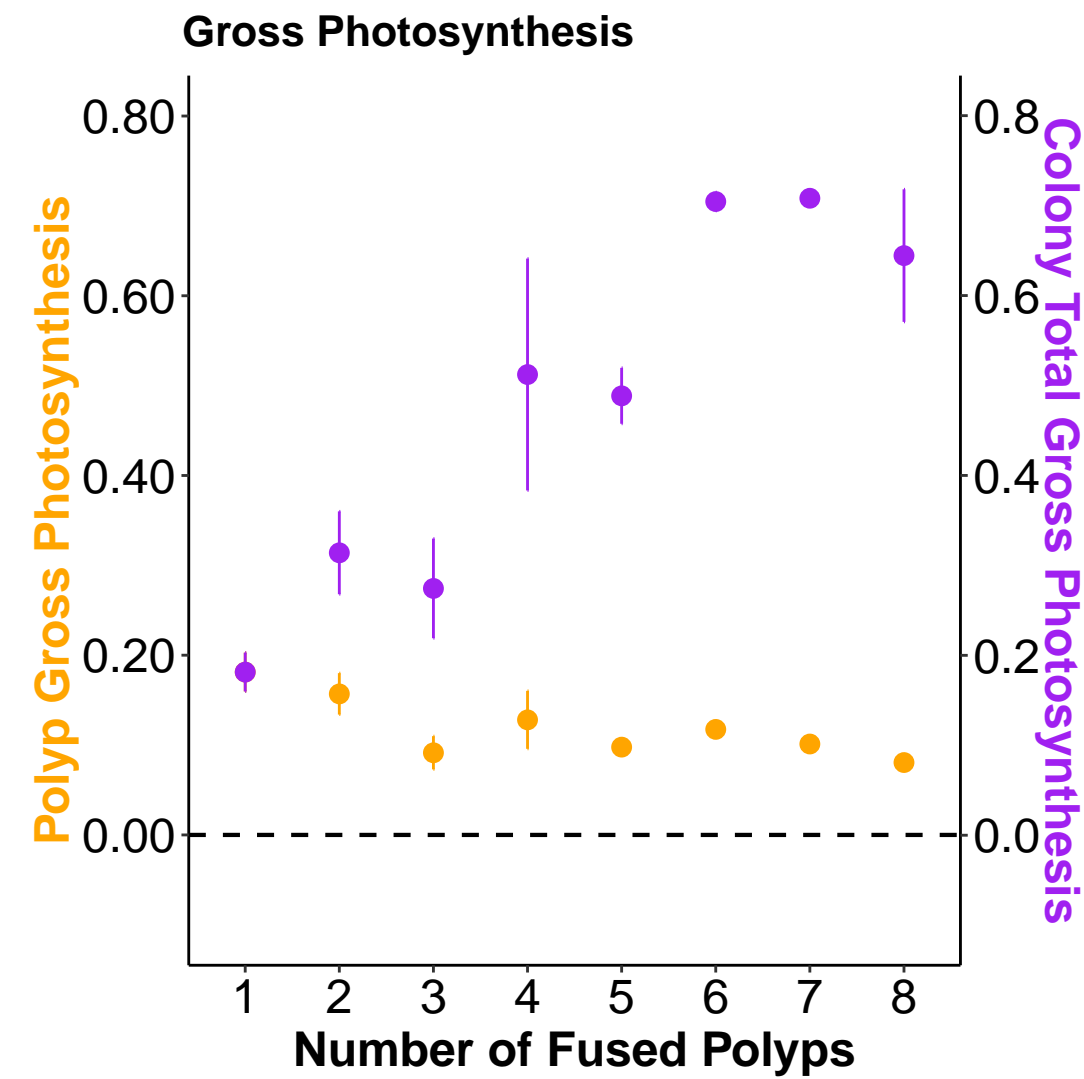 Gross Photosynthesis
Polyp Gross Photosynthesis
0.80
0.60
0.40
0.20
0.00
0.8
0.6
0.4
0.2
0.0
Colony Total Gross Photosynthesis
1 2 3 4 5 6 7 8
Number of Fused Polyps